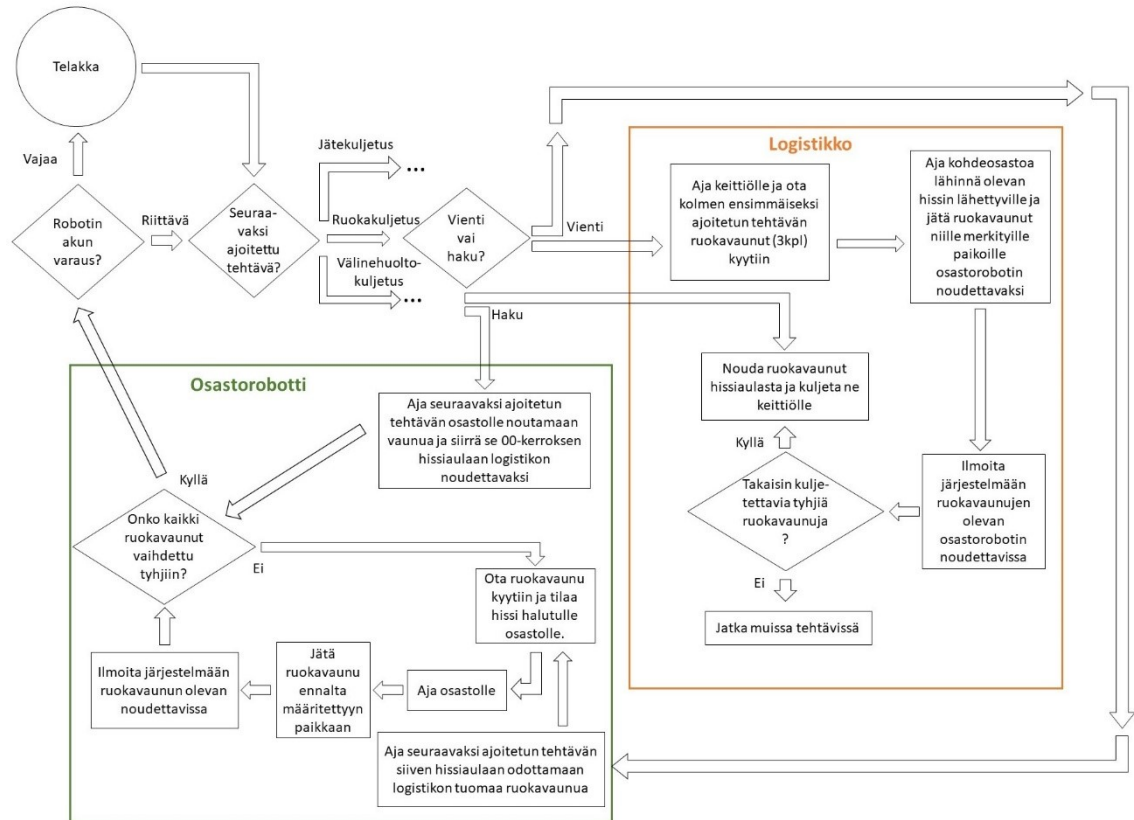 Telakka
Vajaa
Robotin
akun
varaus?
Riittävä
Seuraa-
vaksi
ajoitettu
tehtävä?
Jätekuljetus
...
Ruokakuljetus
Välinehuolto-
kuljetus
...
Vienti
vai
haku?
Vienti
Haku
Logistikko
Aja keittiölle ja ota
kolmen ensimmäiseksi
ajoitetun tehtävän
ruokavaunut (3kpl)
kyytiin
Aja kohdeosastoa
lähinnä olevan
hissin lähettyville ja
jätä ruokavaunut
niille merkityille
paikoille
osastorobotin
noudettavaksi
Nouda ruokavaunut
hissiaulasta ja kuljeta ne
keittiölle
Kyllä
Takaisin kulje-
tettavia tyhjiä
ruokavaunuja
?
Ilmoita
järjestelmään
ruokavaunujen
olevan
osastorobotin
noudettavissa
Ei
Jatka muissa tehtävissä
Osastorobotti
Aja seuraavaksi ajoitetun
tehtävän osastolle noutamaan
vaunua ja siirrä se 00-kerroksen
hissiaulaan logistikon
noudettavaksi
Kyllä
Onko kaikki
ruokavaunut
vaihdettu
tyhjiin?
Ei
Ota ruokavaunu
kyytiin ja tilaa
hissi halutulle
osastolle.
Aja osastolle
Jätä
ruokavaunu
ennalta
määritettyyn
paikkaan
Ilmoita järjestelmään
ruokavaunun olevan
noudettavissa
Aja seuraavaksi ajoitetun tehtävän
siiven hissiaulaan odottamaan
logistikon tuomaa ruokavaunua